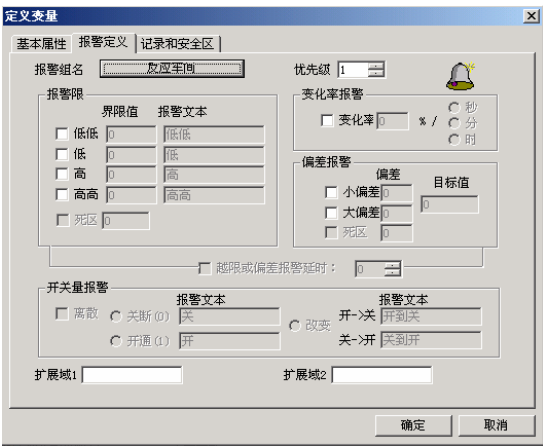 定义变量
基本属性 报警定义 记录和安全区
报警组名 反应车间 优先级 1
报警限 变化率报警
界限值 报警文本
低低 0 低低
低 0 低
高 0 高
高高 0 高高
死区 0
变化率 0 % / 秒
分
时
偏差报警
偏差 目标值
小偏差 0
大偏差 0
死区 0
0
越限或偏差报警延时： 0
开关量报警
报警文本 报警文本
离散 关断(0) 关 改变 开->关 开到关
开通(1) 开 关->开 关到开
扩展域1 扩展域2
确定 取消